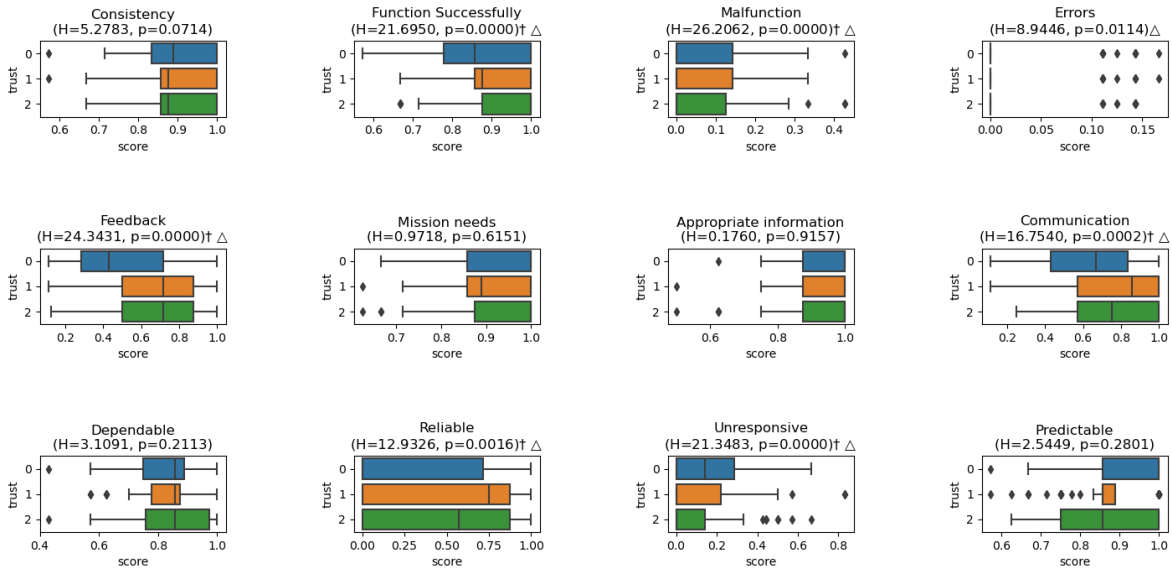 Consistency
(H=5.2783, p=0.0714)
trust
0
1
2
0.6 0.7 0.8 0.9 1.0
score
Function Successfully
(H=21.6950, p=0.0000)† △
trust
0
1
2
0.6 0.7 0.8 0.9 1.0
score
Malfunction
(H=26.2062, p=0.0000)† △
trust
0
1
2
0.0 0.1 0.2 0.3 0.4
score
Errors
(H=8.9446, p=0.0114)△
trust
0
1
2
0.00 0.05 0.10 0.15
score
Feedback
(H=24.3431, p=0.0000)† △
trust
0
1
2
0.2 0.4 0.6 0.8 1.0
score
Mission needs
(H=0.9718, p=0.6151)
trust
0
1
2
0.7 0.8 0.9 1.0
score
Appropriate information
(H=0.1760, p=0.9157)
trust
0
1
2
0.6 0.8 1.0
score
Communication
(H=16.7540, p=0.0002)† △
trust
0
1
2
0.2 0.4 0.6 0.8 1.0
score
Dependable
(H=3.1091, p=0.2113)
trust
0
1
2
0.4 0.6 0.8 1.0
score
Reliable
(H=12.9326, p=0.0016)† △
trust
0
1
2
0.00 0.25 0.50 0.75 1.00
score
Unresponsive
(H=21.3483, p=0.0000)† △
trust
0
1
2
0.0 0.2 0.4 0.6 0.8
score
Predictable
(H=2.5449, p=0.2801)
trust
0
1
2
0.6 0.7 0.8 0.9 1.0
score